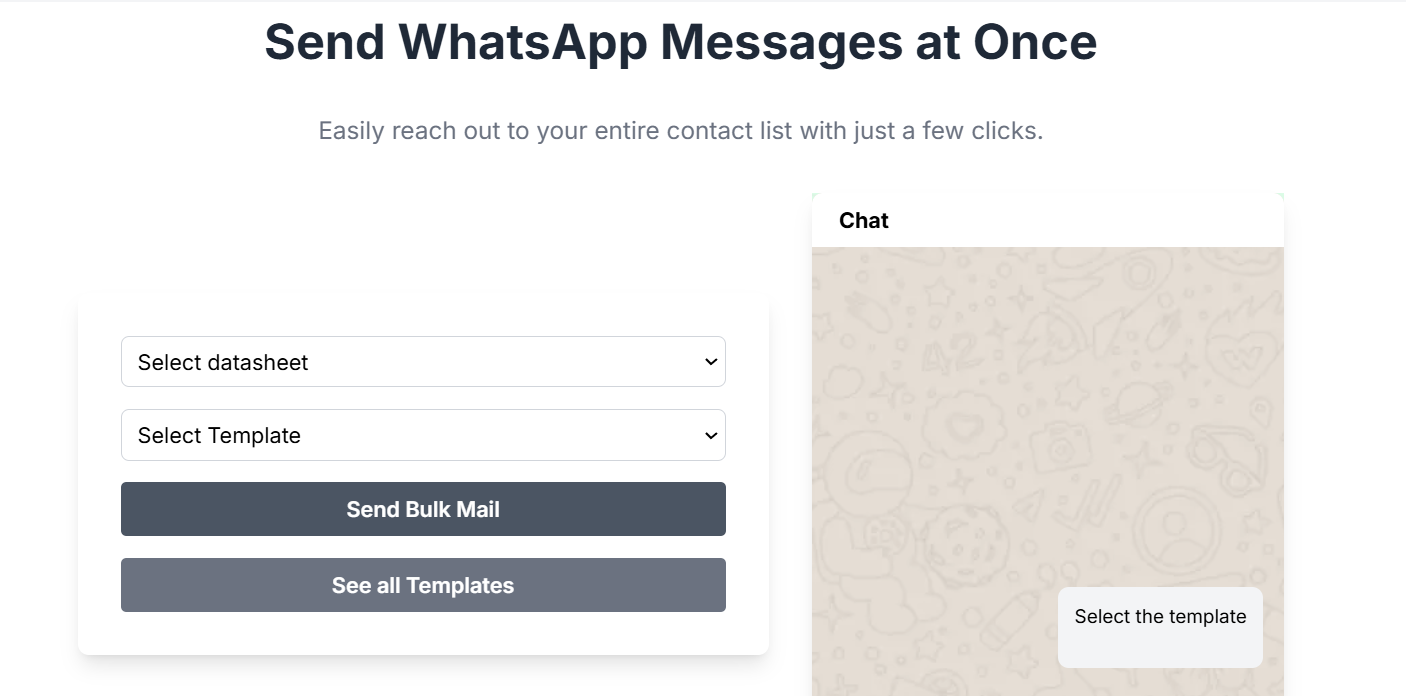 Send WhatsApp Messages at Once
Easily reach out to your entire contact list with just a few clicks.
Select datasheet
Select Template
Send Bulk Mail
See all Templates
Chat
Select the template